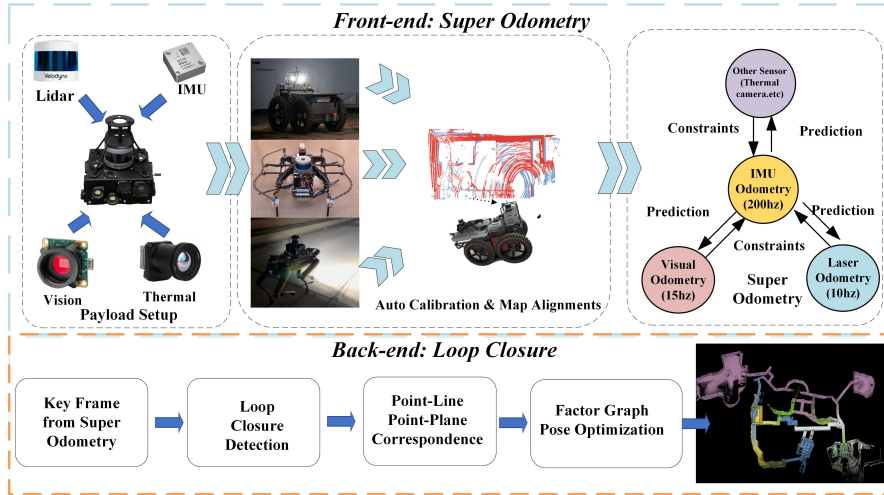 Front-end: Super Odometry
Velodyne
Lidar
IMU
Vision
Thermal
Payload Setup
Auto Calibration & Map Alignments
Other Sensor
(Thermal
camera.etc)
Constraints
Prediction
IMU
Odometry
(200hz)
Prediction
Prediction
Constraints
Visual
Odometry
(15hz)
Super
Odometry
Laser
Odometry
(10hz)
Back-end: Loop Closure
Key Frame
from Super
Odometry
Loop
Closure
Detection
Point-Line
Point-Plane
Correspondence
Factor Graph
Pose Optimization